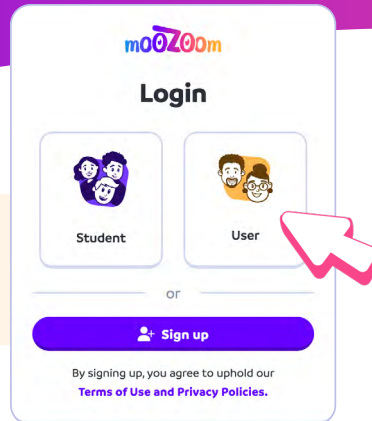 mooZoom
Login
Student
User
or
Sign up
By signing up, you agree to uphold our
Terms of Use and Privacy Policies.